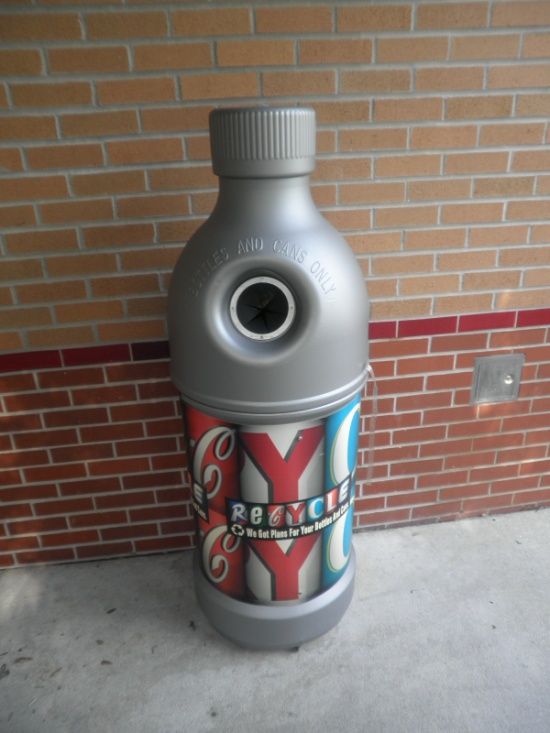 BOTTLES AND CANS ONLY!
C Y C
RECYCLE
We Got Plans For Your Bottles And Cans
C Y C